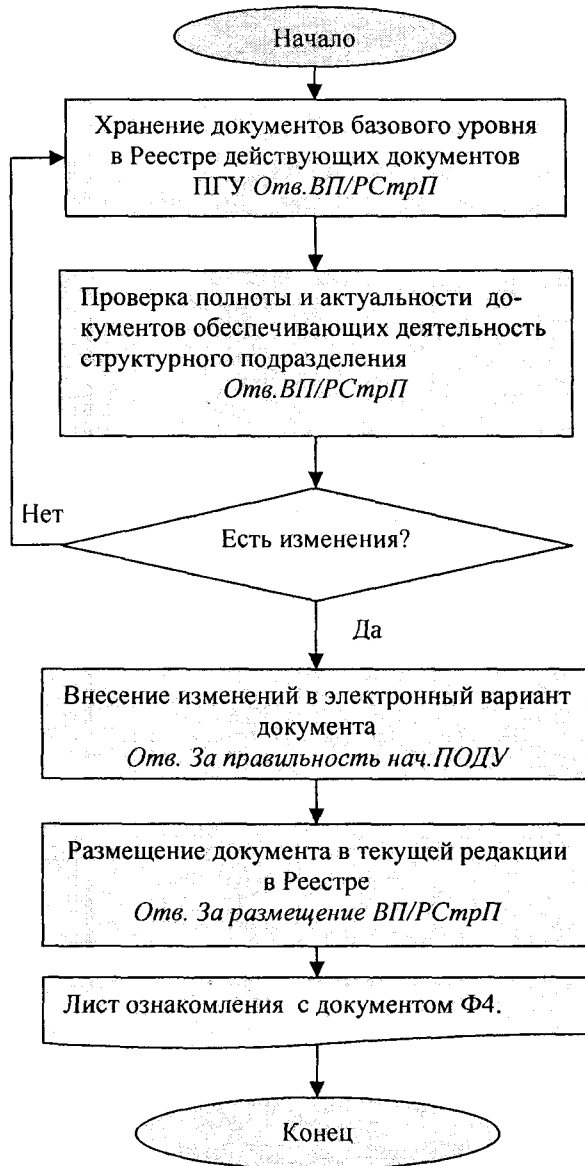 Начало
Хранение документов базового уровня
в Реестре действующих документов
ПГУ Отв.ВП/РСтрП
Проверка полноты и актуальности до-
кументов обеспечивающих деятельность
структурного подразделения
Отв.ВП/РСтрП
Нет
Есть изменения?
Да
Внесение изменений в электронный вариант
документа
Отв. За правильность нач.ПОДУ
Размещение документа в текущей редакции
в Реестре
Отв. За размещение ВП/РСтрП
Лист ознакомления с документом Ф4.
Конец